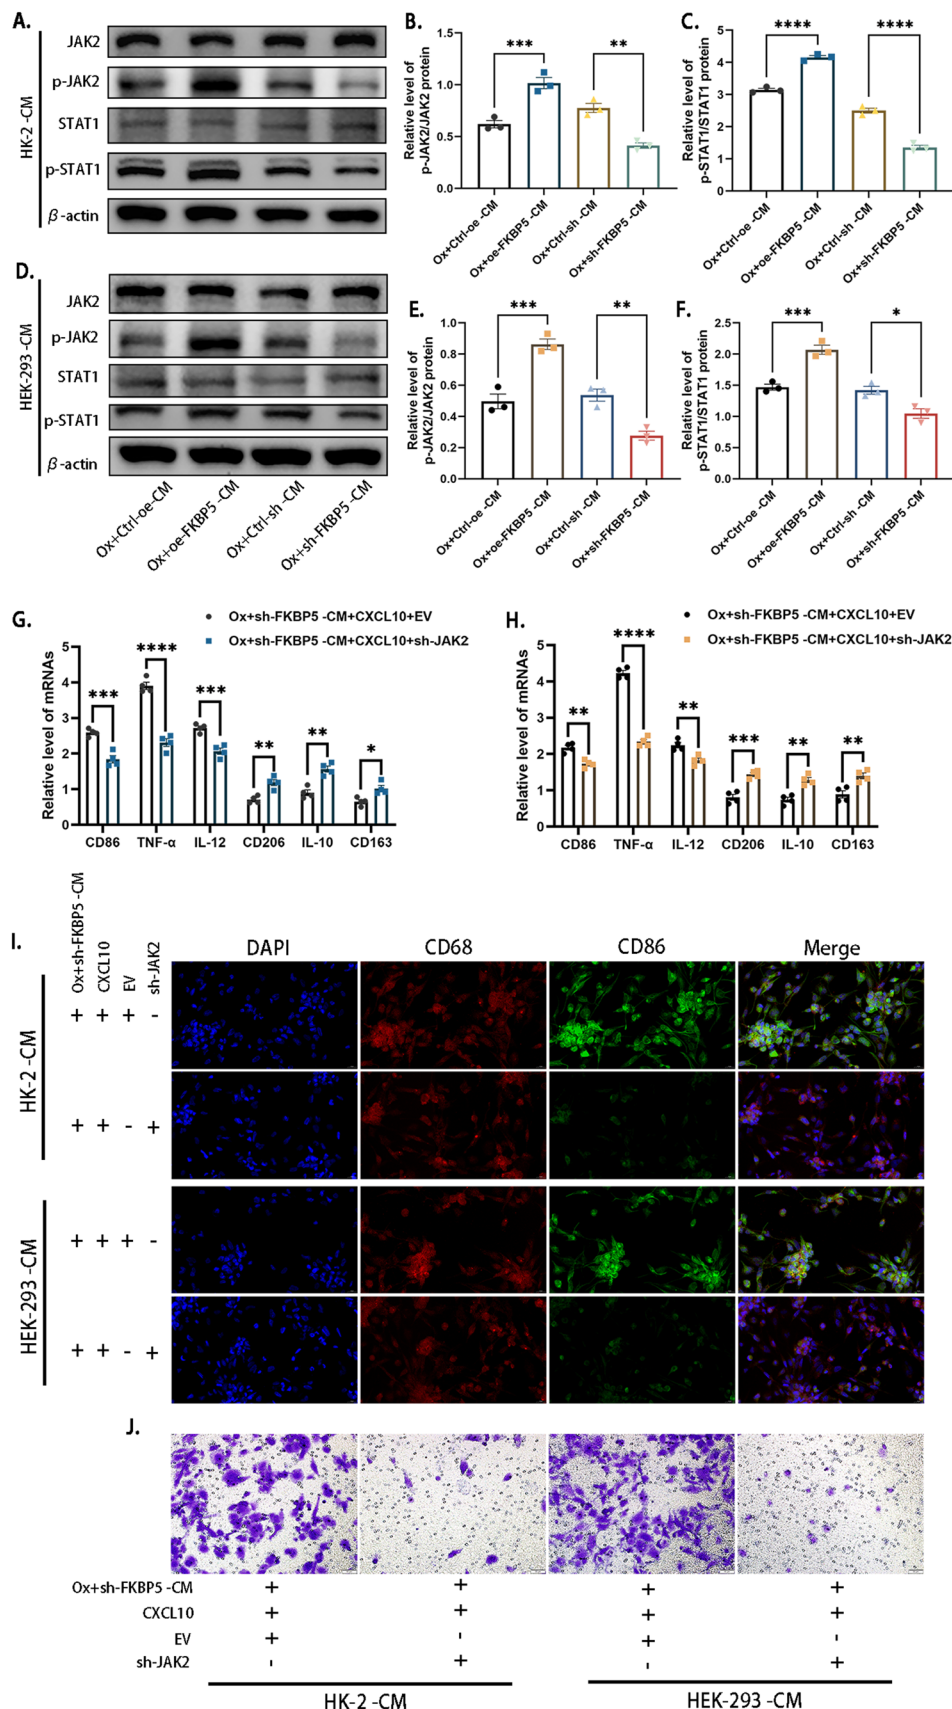 A.
HK-2 -CM
JAK2
p-JAK2
STAT1
p-STAT1
β-actin
B.
Relative level of
p-JAK2/JAK2 protein
1.5
1.0
0.5
0.0
***
**
Ox+Ctrl-oe -CM
Ox+oe-FKBP5 -CM
Ox+Ctrl-sh -CM
Ox+sh-FKBP5 -CM
C.
Relative level of
p-STAT1/STAT1 protein
5
4
3
2
1
0
****
****
Ox+Ctrl-oe -CM
Ox+oe-FKBP5 -CM
Ox+Ctrl-sh -CM
Ox+sh-FKBP5 -CM
D.
HEK-293 -CM
JAK2
p-JAK2
STAT1
p-STAT1
β-actin
Ox+Ctrl-oe-CM
Ox+oe-FKBP5 -CM
Ox+Ctrl-sh -CM
Ox+sh-FKBP5 -CM
E.
Relative level of
p-JAK2/JAK2 protein
0.8
0.6
0.4
0.2
0.0
1.0
***
**
Ox+Ctrl-oe -CM
Ox+oe-FKBP5 -CM
Ox+Ctrl-sh -CM
Ox+sh-FKBP5 -CM
F.
Relative level of
p-STAT1/STAT1 protein
2.5
2.0
1.5
1.0
0.5
0.0
***
*
Ox+Ctrl-oe -CM
Ox+oe-FKBP5 -CM
Ox+Ctrl-sh -CM
Ox+sh-FKBP5 -CM
G.
Ox+sh-FKBP5 -CM+CXCL10+EV
Ox+sh-FKBP5 -CM+CXCL10+sh-JAK2
Relative level of mRNAs
5
4
3
2
1
0
***
****
***
**
**
*
CD86 TNF-α IL-12 CD206 IL-10 CD163
H.
Ox+sh-FKBP5 -CM+CXCL10+EV
Ox+sh-FKBP5 -CM+CXCL10+sh-JAK2
Relative level of mRNAs
5
4
3
2
1
0
**
****
**
***
**
**
CD86 TNF-α IL-12 CD206 IL-10 CD163
I.
Ox+sh-FKBP5 -CM
CXCL10
EV
sh-JAK2
DAPI CD68 CD86 Merge
HK-2 -CM
+ + + -
+ + - +
HEK-293 -CM
+ + + -
+ + - +
J.
Ox+sh-FKBP5 -CM + + + +
CXCL10 + + + +
EV + - + -
sh-JAK2 - + - +
HK-2 -CM HEK-293 -CM